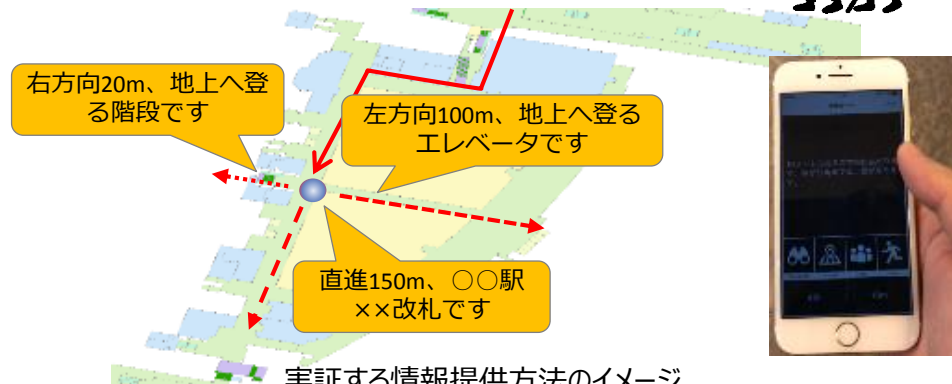 右方向20m、地上へ登
る階段です
左方向100m、地上へ登る
エレベータです
直進150m、○○駅
××改札です
実証する情報提供方法のイメージ